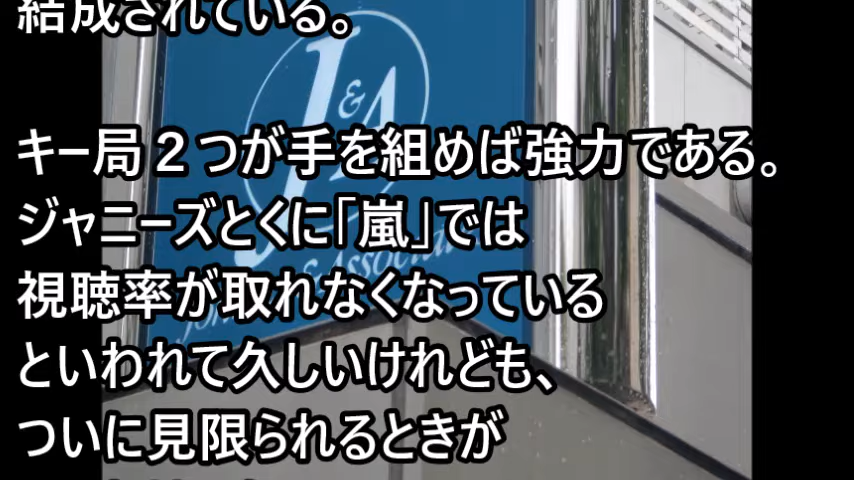 結成されている。
J&A
& Associa
キー局２つが手を組めば強力である。
ジャニーズとくに「嵐」では
視聴率が取れなくなっている
といわれて久しいけれども、
ついに見限られるときが